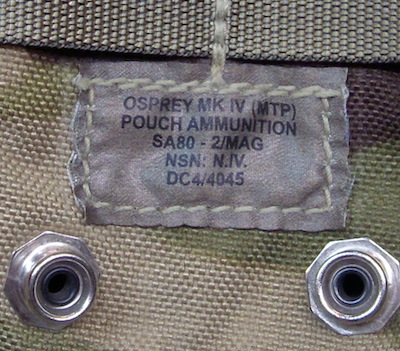 OSPREY MK IV (MTP)
POUCH AMMUNITION
SA80 - 2/MAG
NSN: N.IV.
DC4/4045